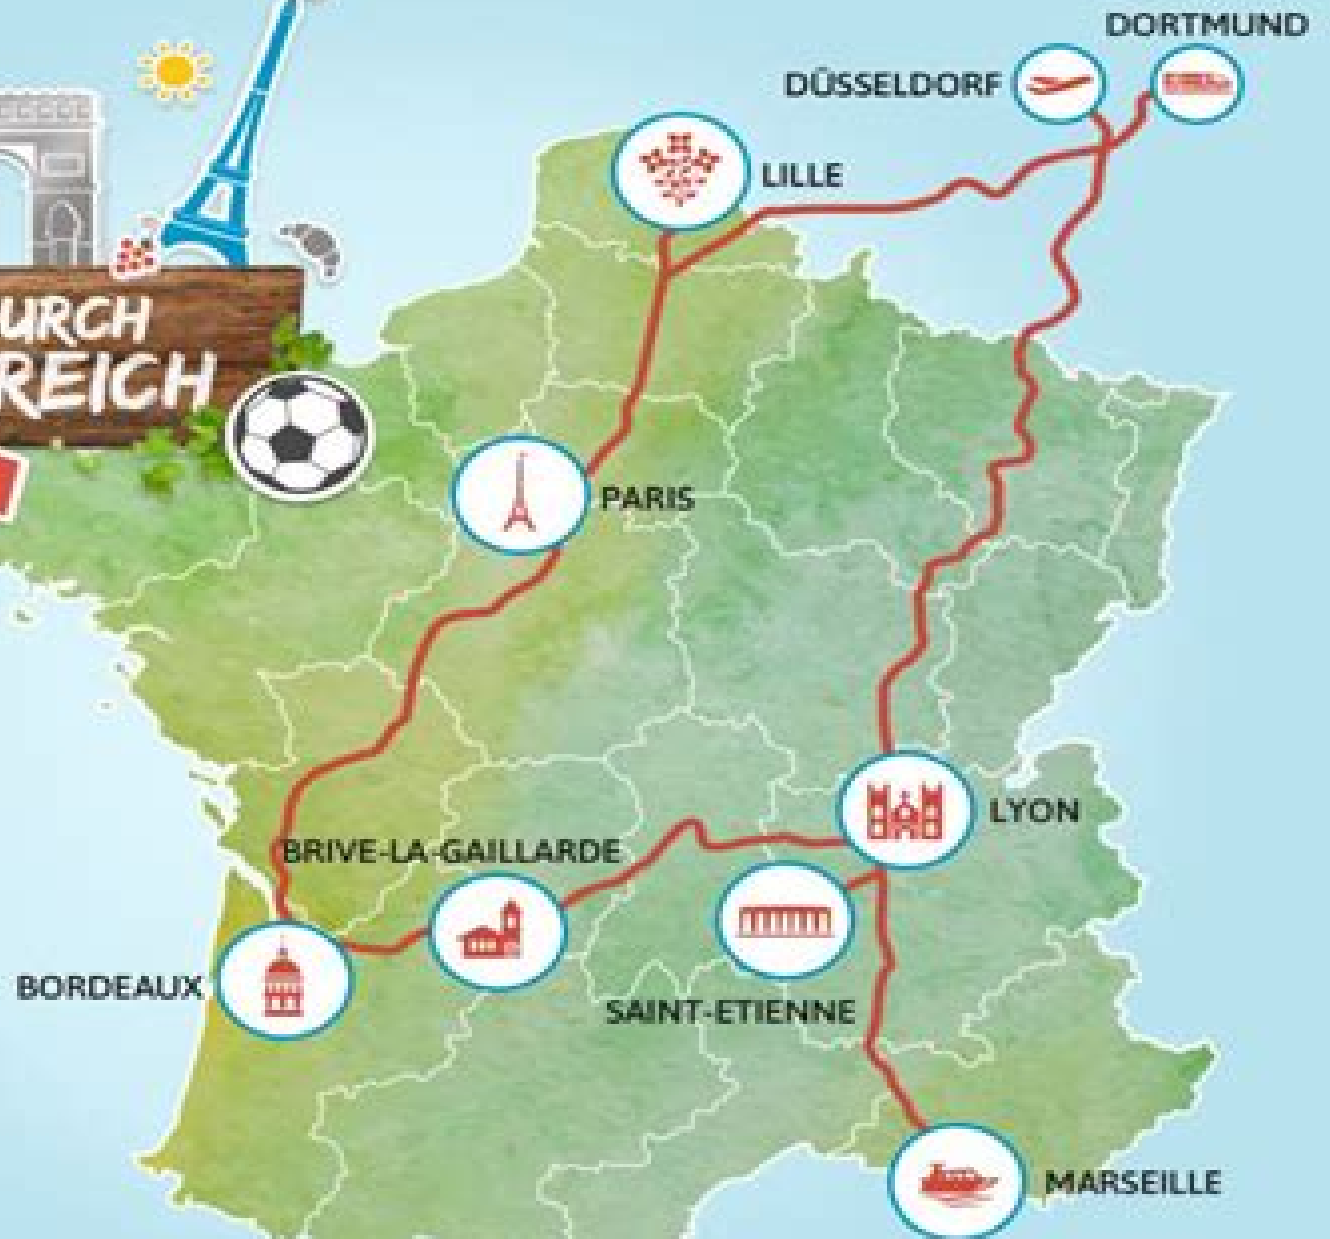 DORTMUND
DÜSSELDORF
LILLE
URCH
REICH
PARIS
BRIVE-LA-GAILLARDE
LYON
BORDEAUX
SAINT-ETIENNE
MARSEILLE